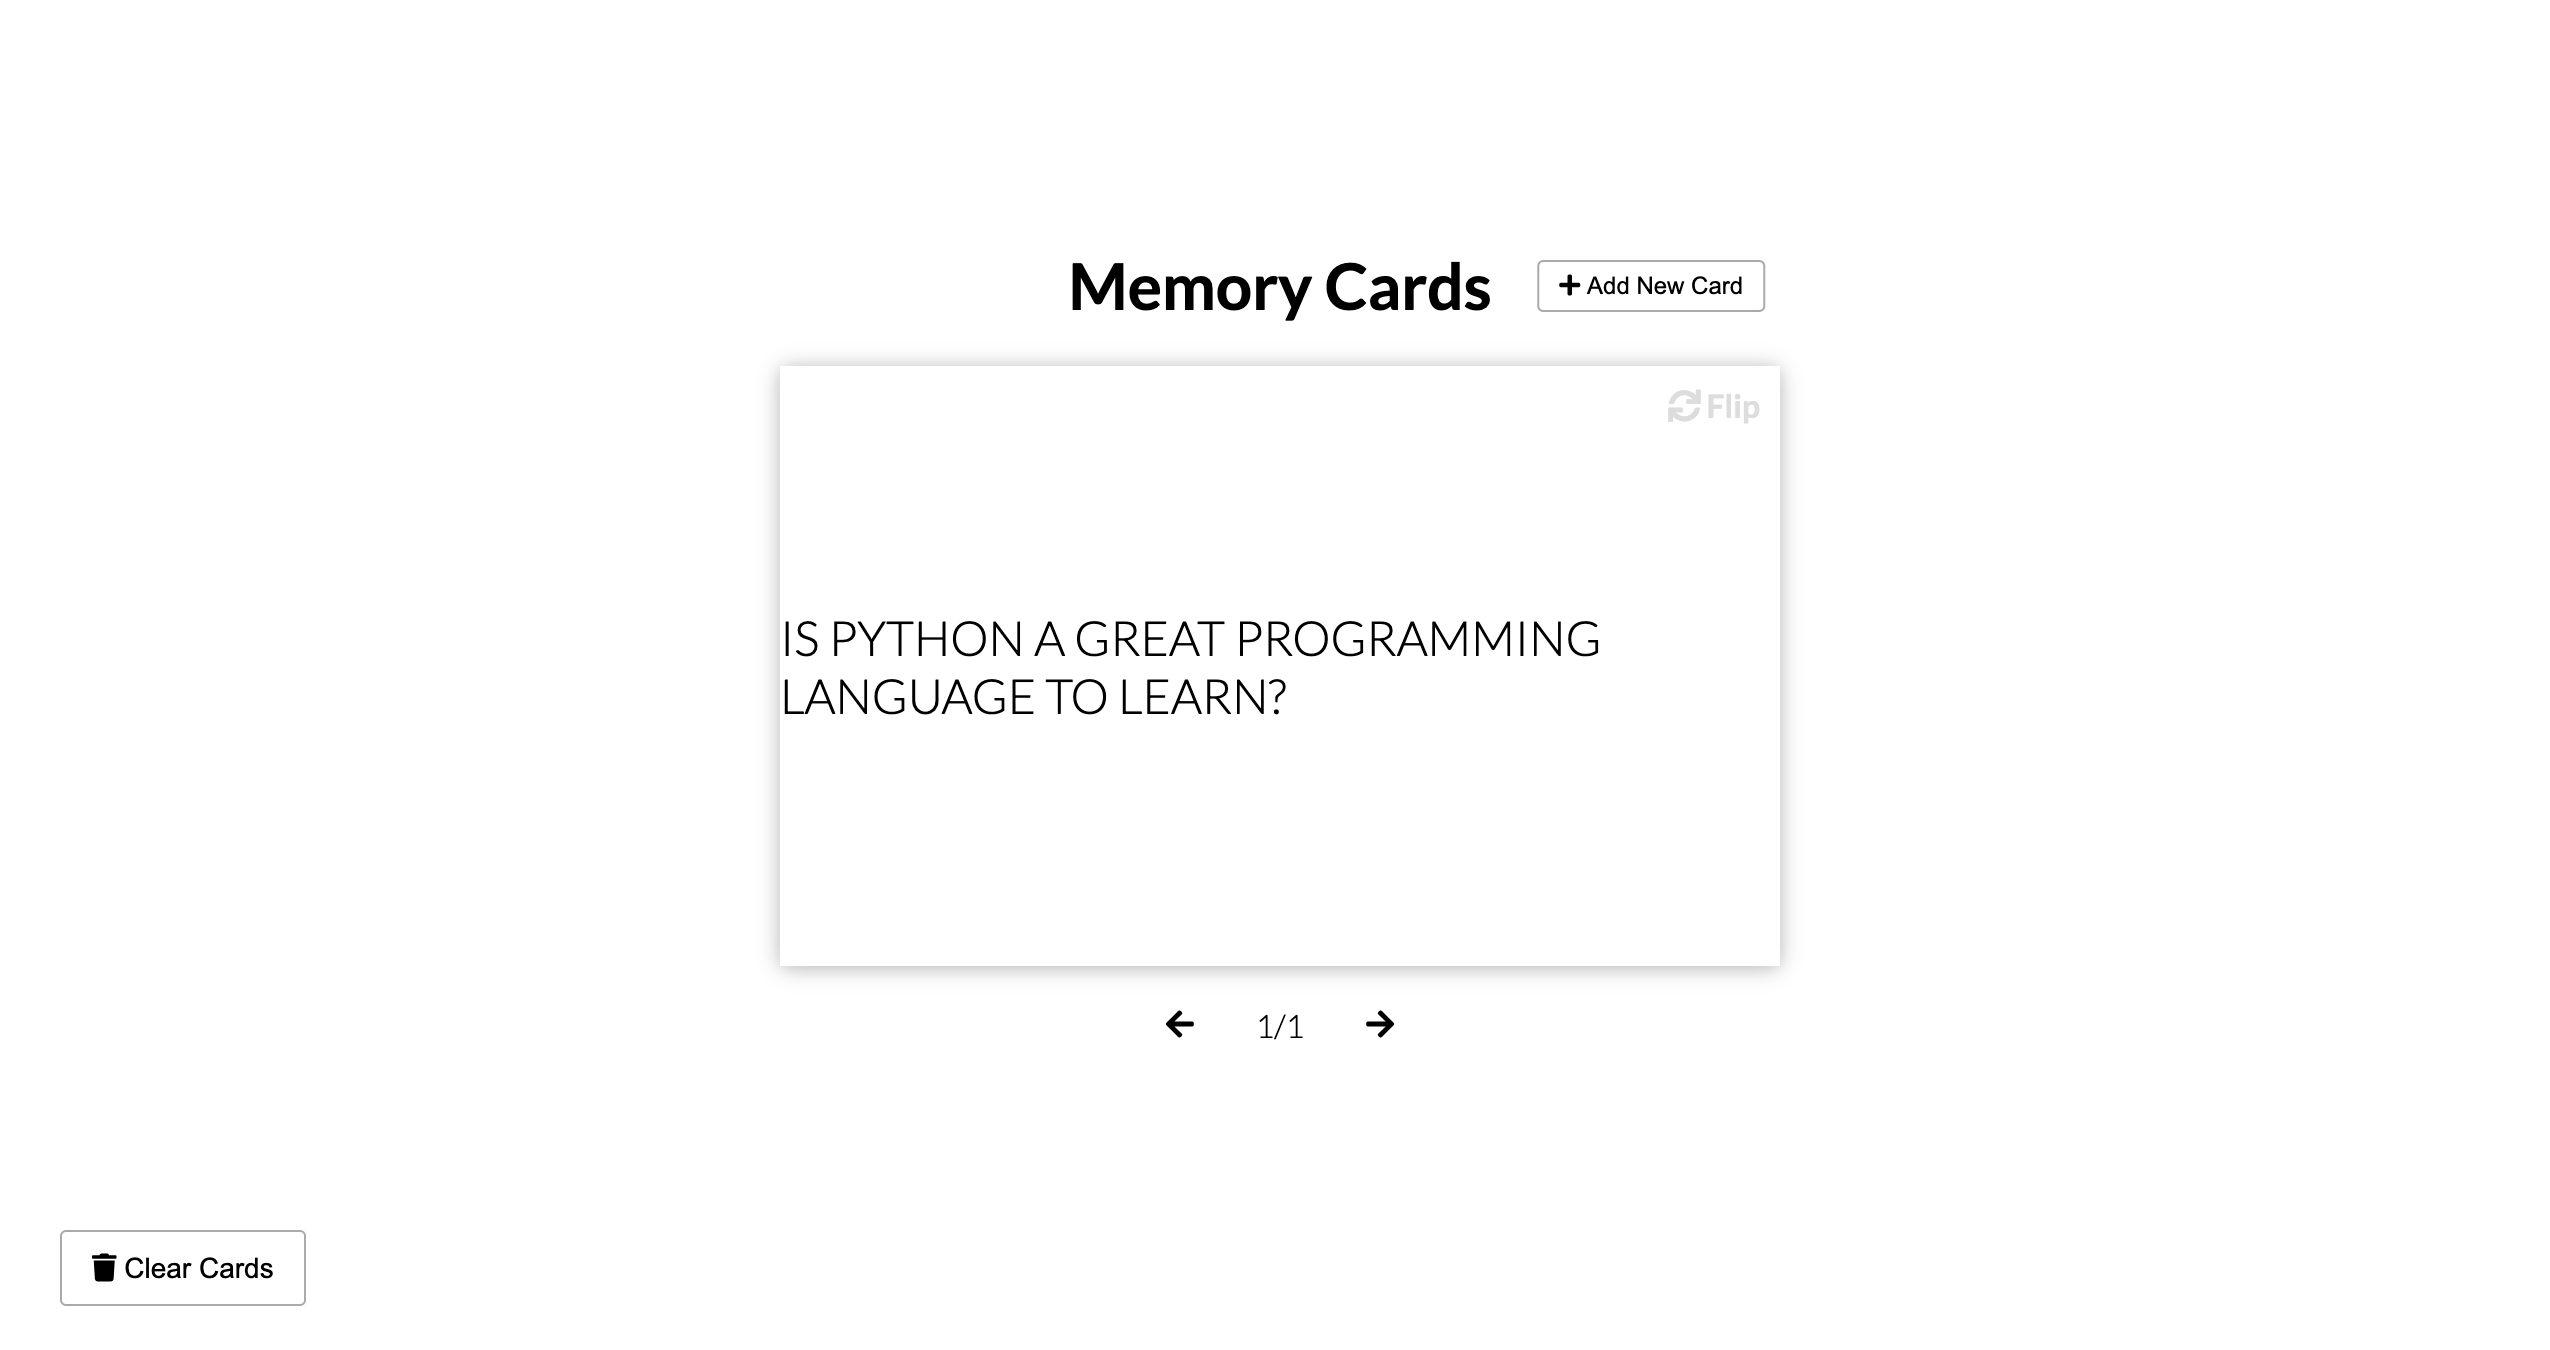 Memory Cards
Add New Card
Flip
IS PYTHON A GREAT PROGRAMMING
LANGUAGE TO LEARN?
1/1
Clear Cards